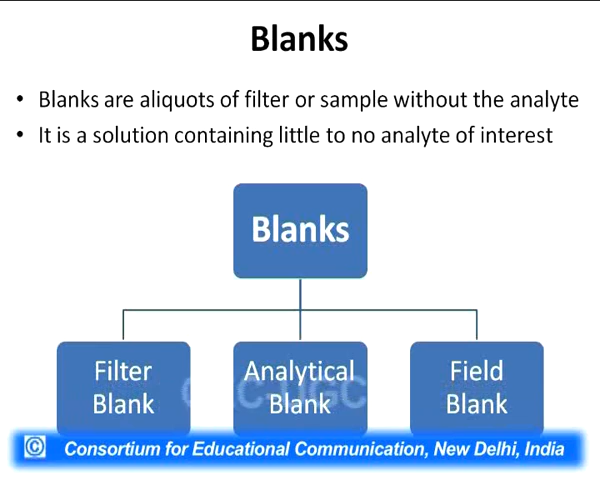 Blanks
• Blanks are aliquots of filter or sample without the analyte
• It is a solution containing little to no analyte of interest
Blanks
Filter
Blank
Analytical
Blank
Field
Blank
© Consortium for Educational Communication, New Delhi, India